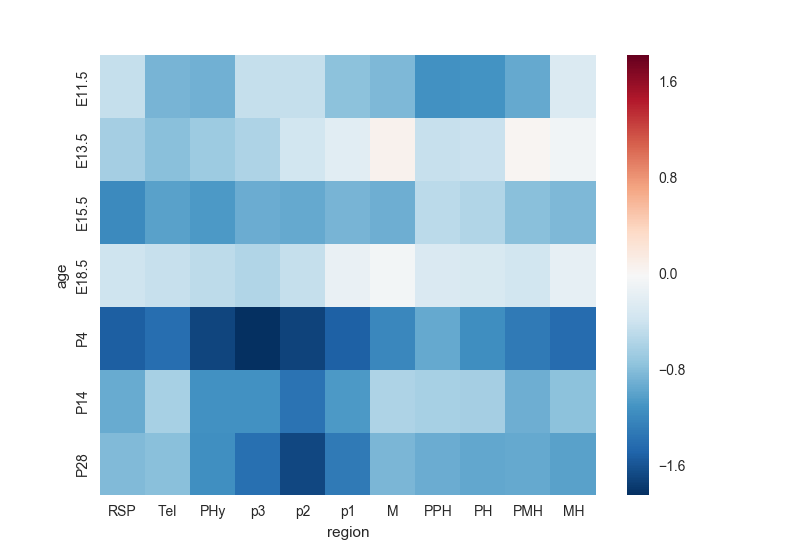 age
E11.5
E13.5
E15.5
E18.5
P4
P14
P28
RSP Tel PHy p3 p2 p1 M PPH PH PMH MH
region
1.6
0.8
0.0
−0.8
−1.6